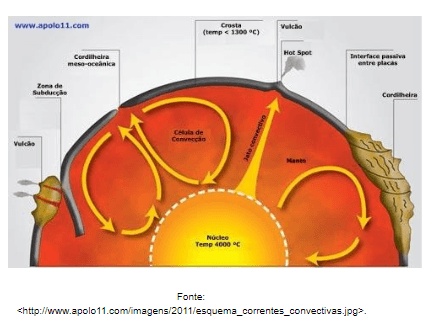 www.apolo11.com
Crosta
(temp < 1300 ºC)
Vulcão
Hot Spot
Cordilheira
meso-oceânica
Interface passiva
entre placas
Zona de
Subducção
Cordilheira
Vulcão
Célula de
Convecção
Jato convectivo
Manto
Núcleo
Temp 4000 ºC
Fonte:
<http://www.apolo11.com/imagens/2011/esquema_correntes_convectivas.jpg>.